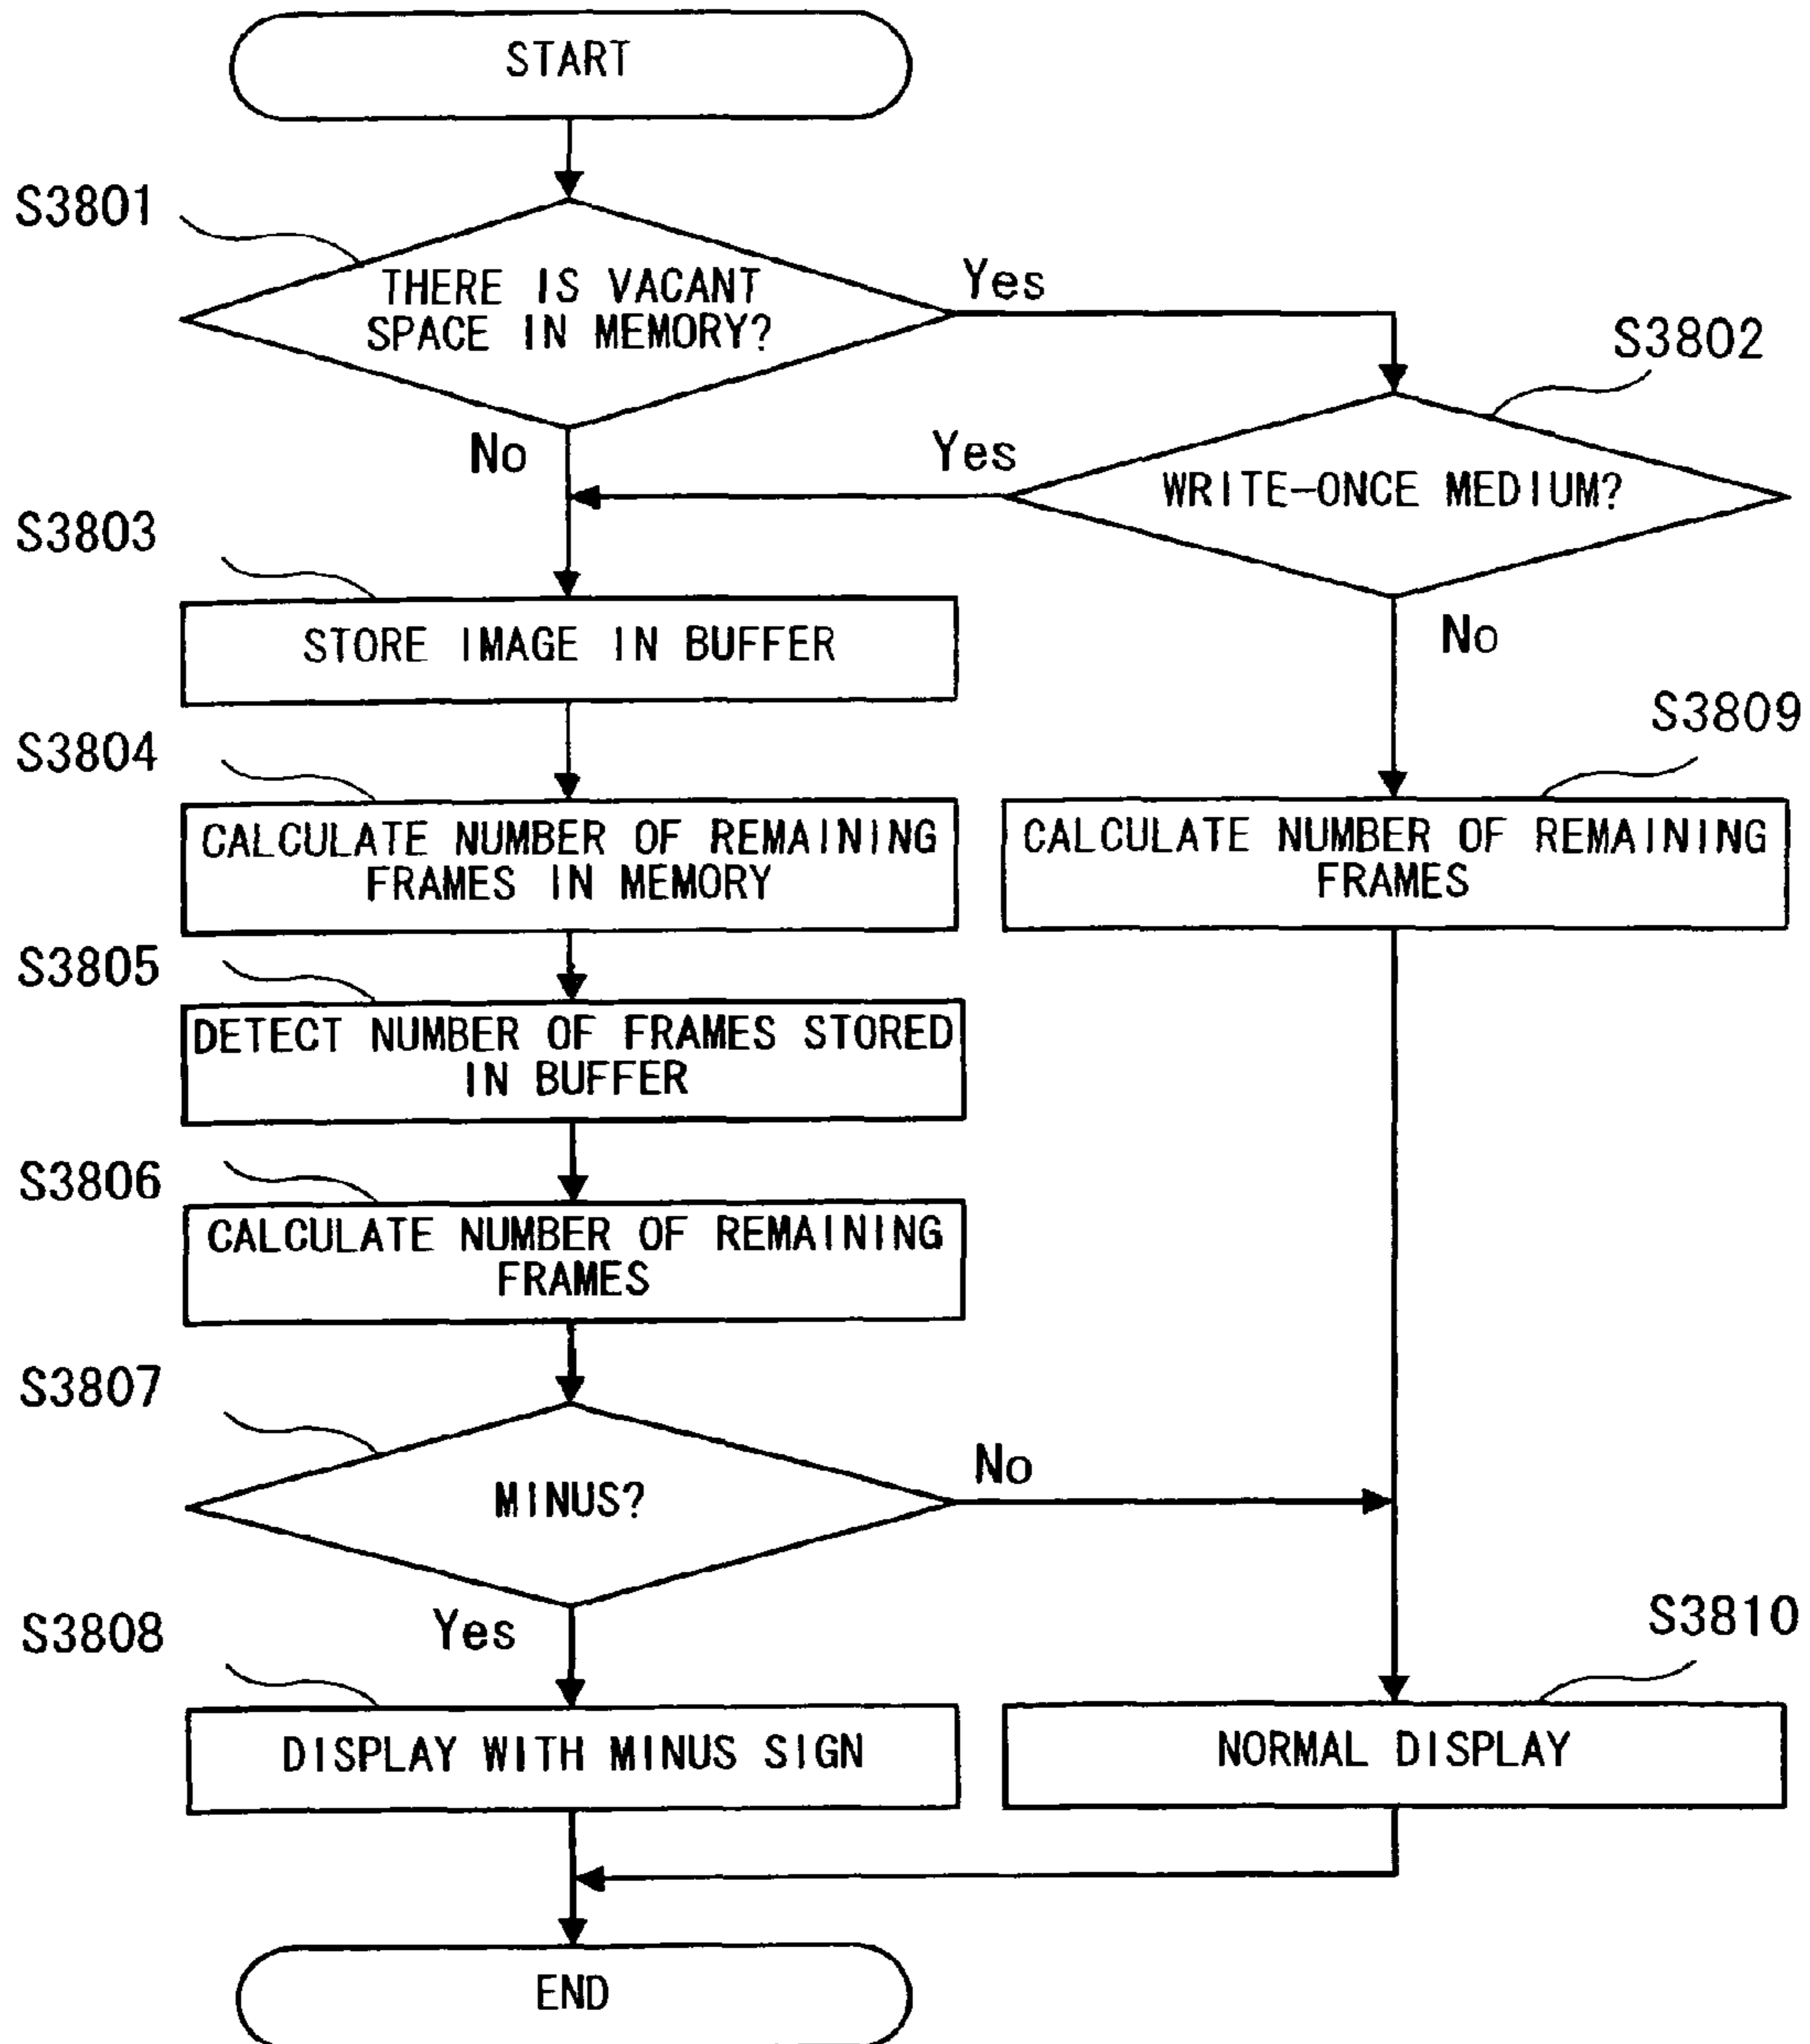 START
S3801
THERE IS VACANT
SPACE IN MEMORY?
Yes
S3802
No
Yes
WRITE-ONCE MEDIUM?
S3803
STORE IMAGE IN BUFFER
No
S3804
S3809
CALCULATE NUMBER OF REMAINING
FRAMES IN MEMORY
CALCULATE NUMBER OF REMAINING
FRAMES
S3805
DETECT NUMBER OF FRAMES STORED
IN BUFFER
S3806
CALCULATE NUMBER OF REMAINING
FRAMES
S3807
MINUS?
No
S3808
Yes
S3810
DISPLAY WITH MINUS SIGN
NORMAL DISPLAY
END